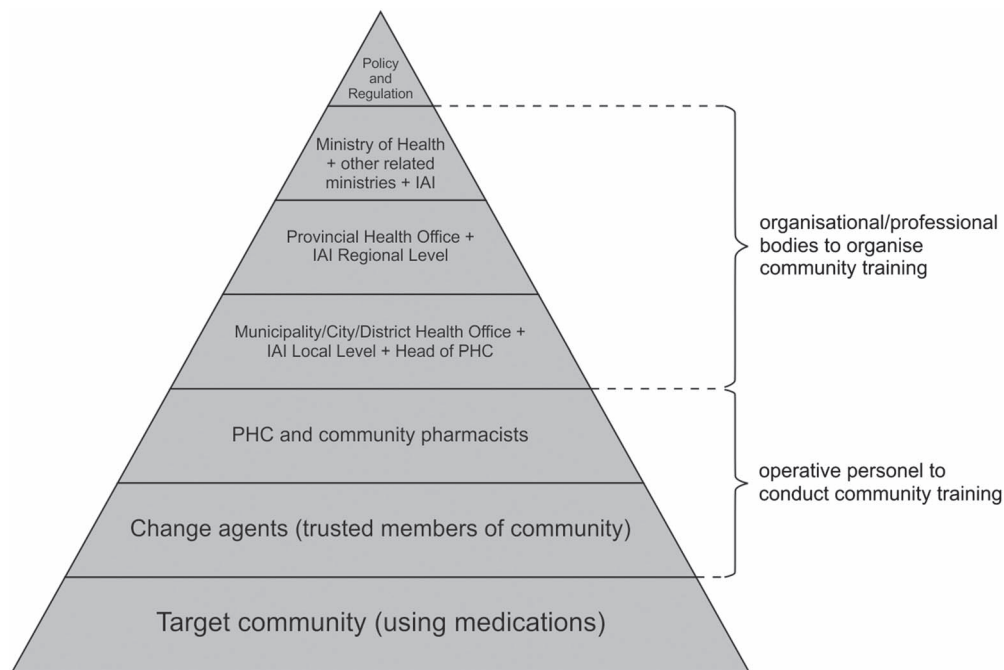 Policy
and
Regulation
Ministry of Health
+ other related
ministries + IAI
Provincial Health Office +
IAI Regional Level
Municipality/City/District Health Office +
IAI Local Level + Head of PHC
organisational/professional
bodies to organise
community training
PHC and community pharmacists
Change agents (trusted members of community)
operative personel to
conduct community training
Target community (using medications)